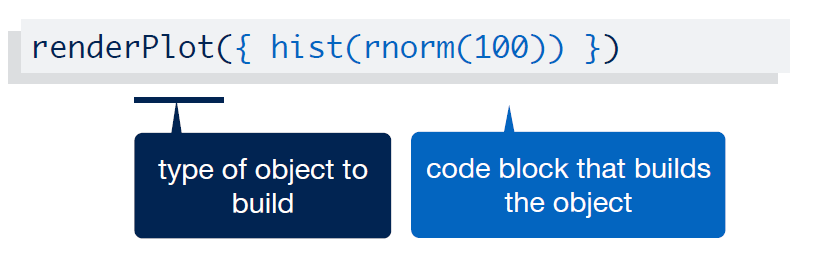 renderPlot({ hist(rnorm(100)) })
type of object to
build
code block that builds
the object